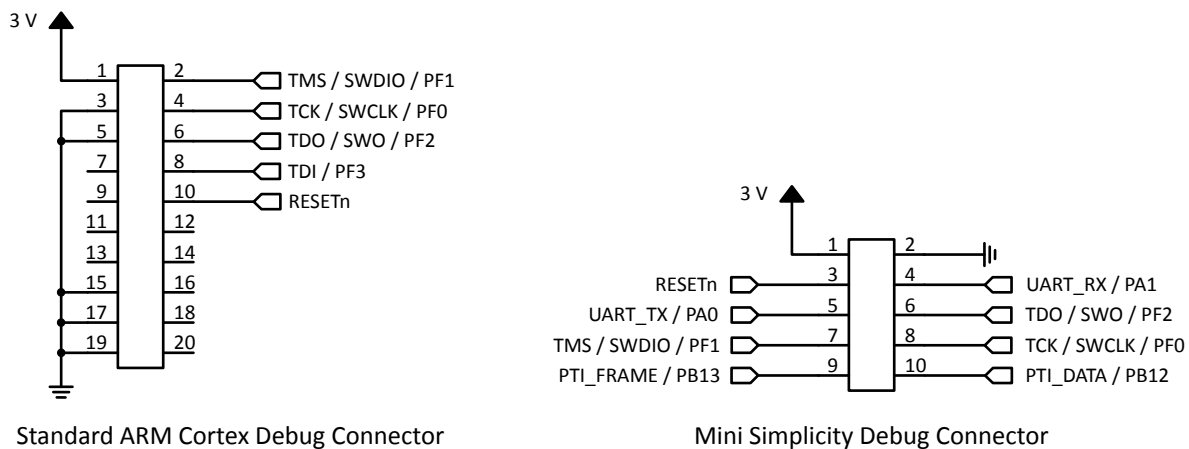 3 V
1 2 TMS / SWDIO / PF1
3 4 TCK / SWCLK / PF0
5 6 TDO / SWO / PF2
7 8 TDI / PF3
9 10 RESETn
11 12
13 14
15 16
17 18
19 20
Standard ARM Cortex Debug Connector
3 V
1 2
RESETn 3 4 UART_RX / PA1
UART_TX / PA0 5 6 TDO / SWO / PF2
TMS / SWDIO / PF1 7 8 TCK / SWCLK / PF0
PTI_FRAME / PB13 9 10 PTI_DATA / PB12
Mini Simplicity Debug Connector